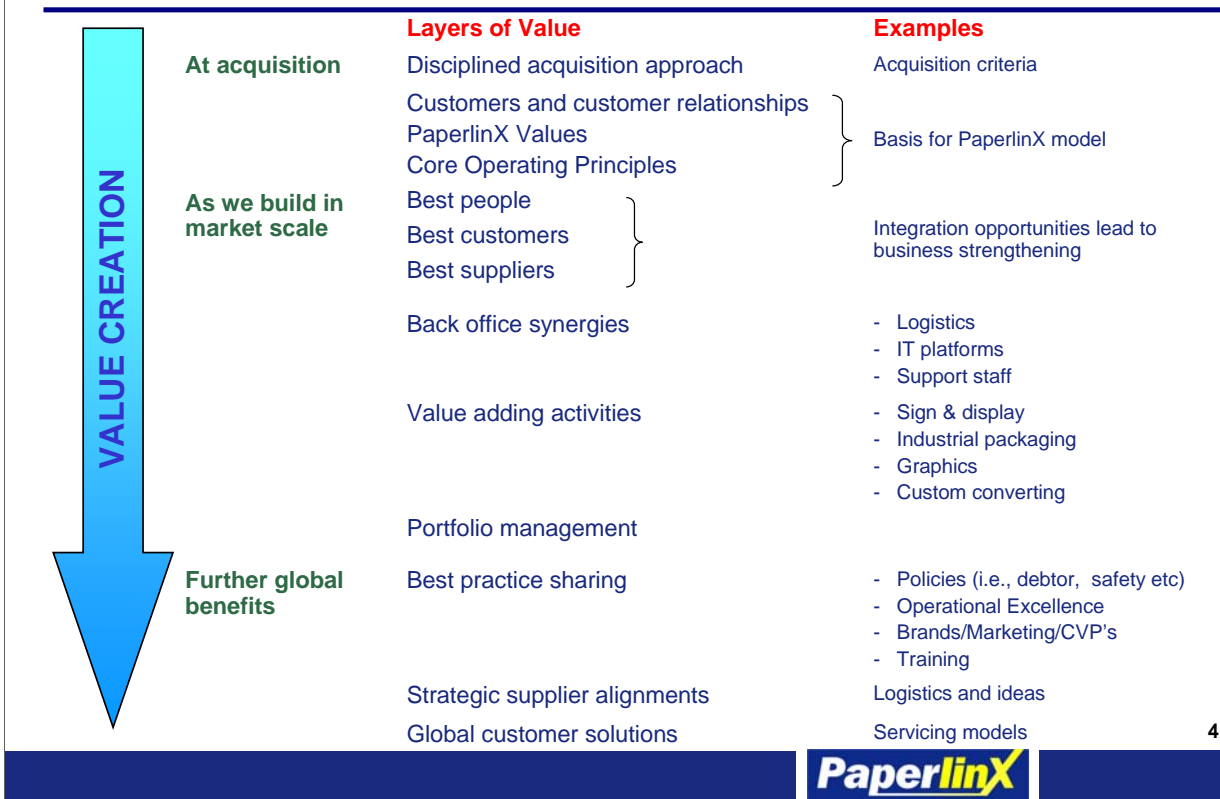 Layers of Value Examples
At acquisition Disciplined acquisition approach Acquisition criteria
Customers and customer relationships
PaperlinX Values
Core Operating Principles
Basis for PaperlinX model
As we build in
market scale
Best people
Best customers
Best suppliers
Integration opportunities lead to
business strengthening
Back office synergies
- Logistics
- IT platforms
- Support staff
Value adding activities
- Sign & display
- Industrial packaging
- Graphics
- Custom converting
Portfolio management
Further global
benefits
Best practice sharing
- Policies (i.e., debtor, safety etc)
- Operational Excellence
- Brands/Marketing/CVP's
- Training
Strategic supplier alignments Logistics and ideas
Global customer solutions Servicing models
VALUE CREATION
4
PaperlinX